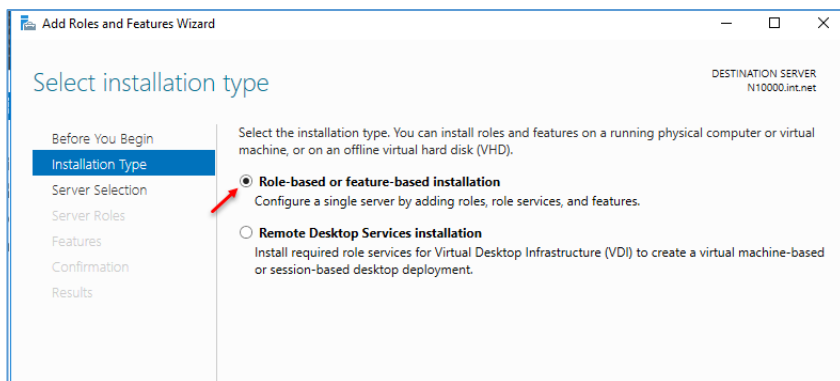 Add Roles and Features Wizard
Select installation type
DESTINATION SERVER
N10000.int.net
Before You Begin
Installation Type
Server Selection
Server Roles
Features
Confirmation
Results
Select the installation type. You can install roles and features on a running physical computer or virtual
machine, or on an offline virtual hard disk (VHD).
Role-based or feature-based installation
Configure a single server by adding roles, role services, and features.
Remote Desktop Services installation
Install required role services for Virtual Desktop Infrastructure (VDI) to create a virtual machine-based
or session-based desktop deployment.